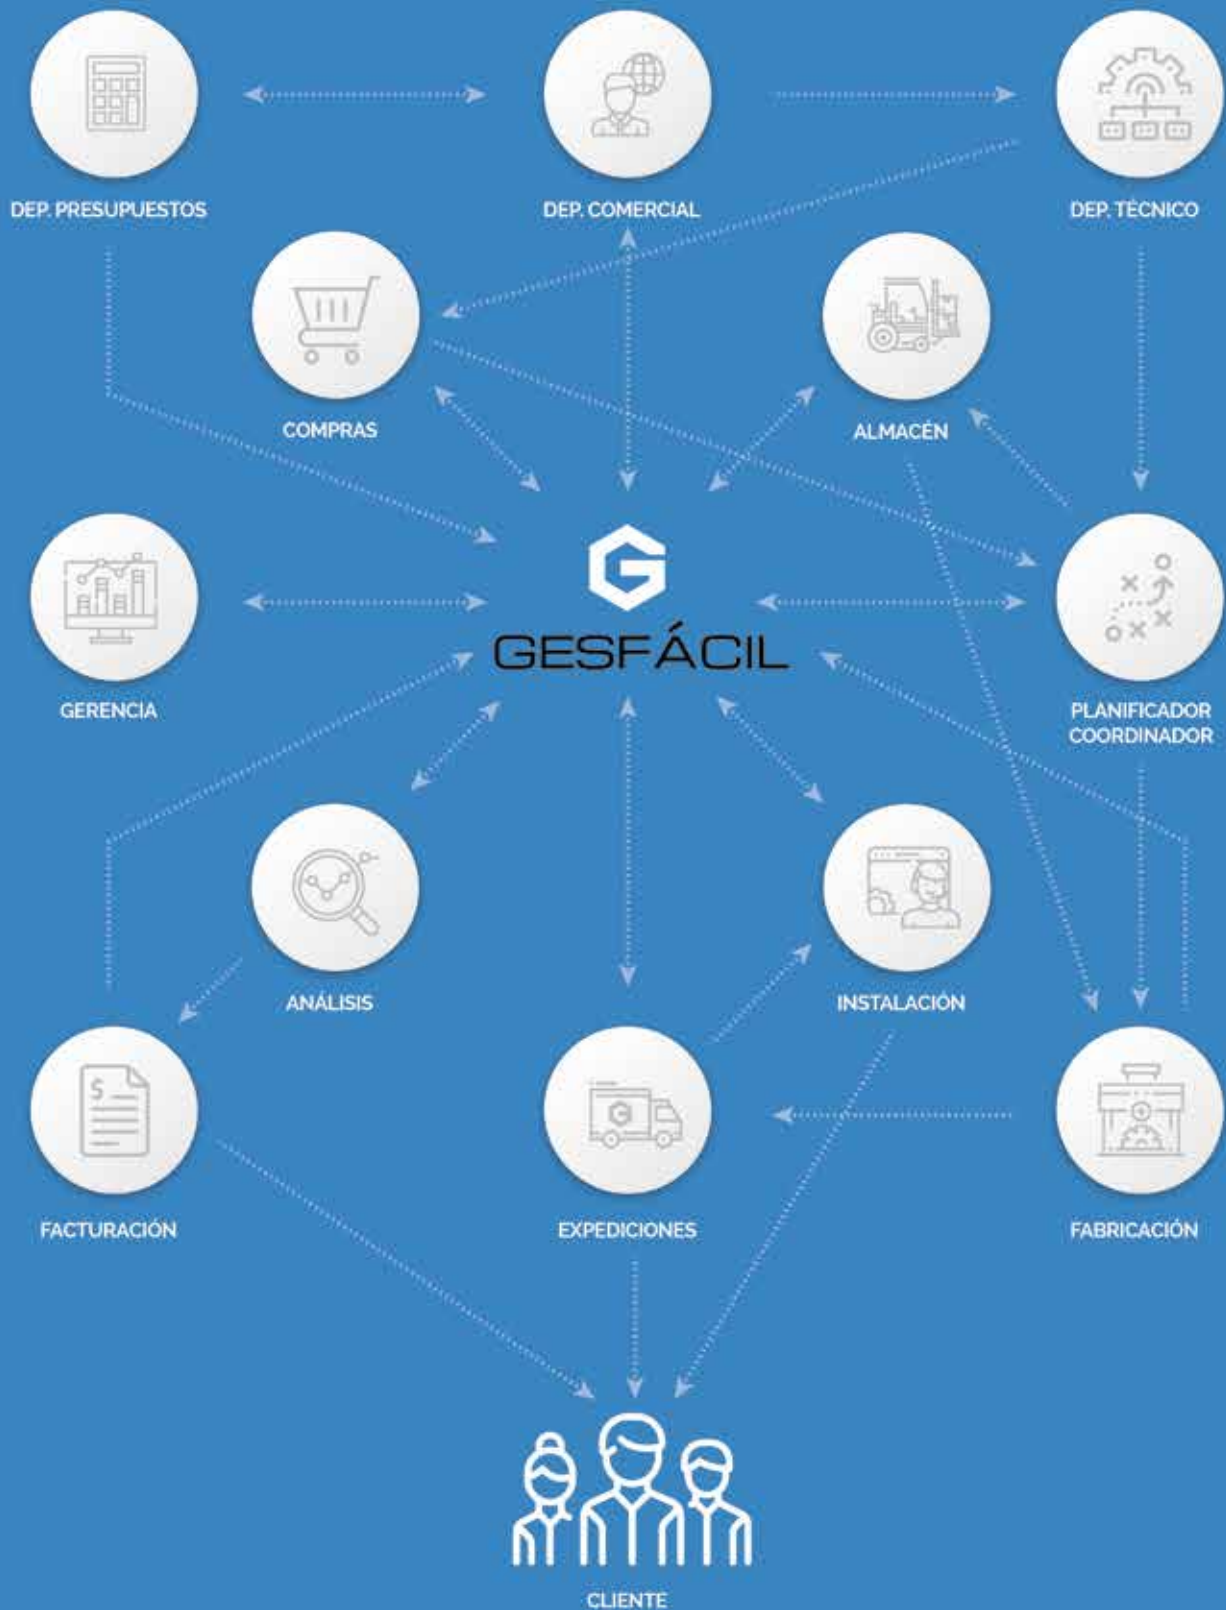 DEP. PRESUPUESTOS
DEP. COMERCIAL
DEP. TÉCNICO
COMPRAS
ALMACÉN
G
GESFÁCIL
GERENCIA
PLANIFICADOR
COORDINADOR
ANÁLISIS
INSTALACIÓN
$
G
FACTURACIÓN
EXPEDICIONES
FABRICACIÓN
CLIENTE